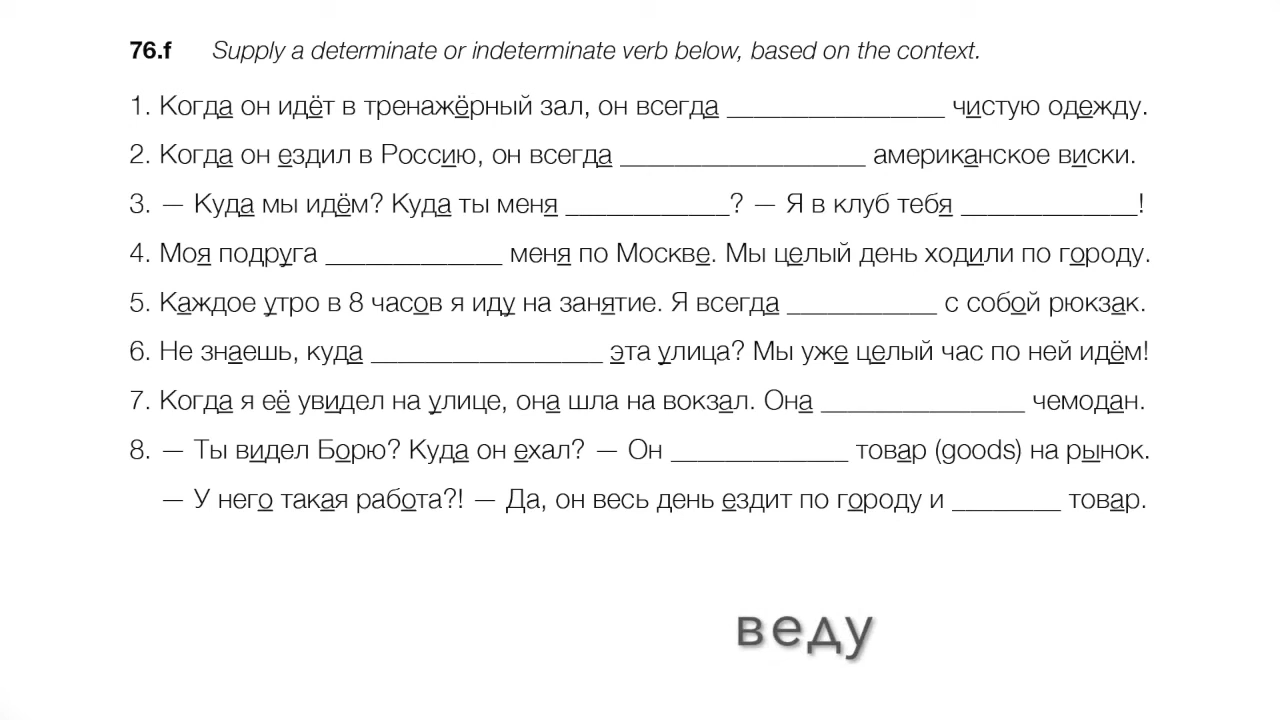 76.f Supply a determinate or indeterminate verb below, based on the context.
1. Когда он идёт в тренажёрный зал, он всегда ________________ чистую одежду.
2. Когда он ездил в Россию, он всегда __________________ американское виски.
3. — Куда мы идём? Куда ты меня ____________? — Я в клуб тебя _____________!
4. Моя подруга _____________ меня по Москве. Мы целый день ходили по городу.
5. Каждое утро в 8 часов я иду на занятие. Я всегда ___________ с собой рюкзак.
6. Не знаешь, куда _________________ эта улица? Мы уже целый час по ней идём!
7. Когда я её увидел на улице, она шла на вокзал. Она _______________ чемодан.
8. — Ты видел Борю? Куда он ехал? — Он _____________ товар (goods) на рынок.
— У него такая работа?! — Да, он весь день ездит по городу и ________ товар.
веду